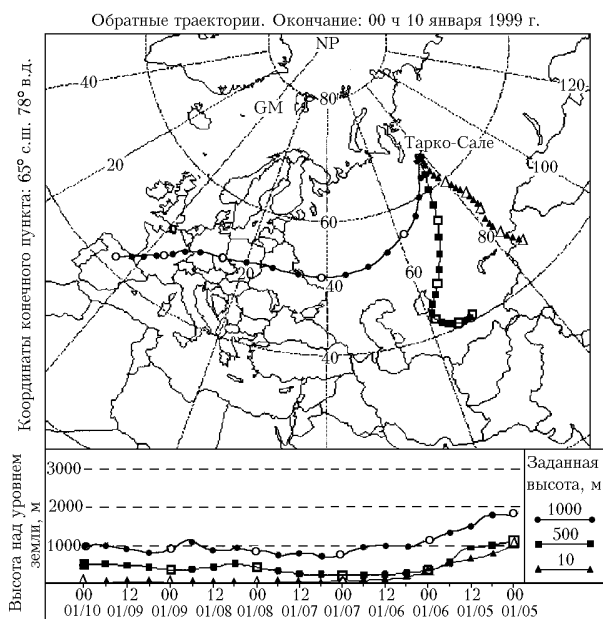 Обратные траектории. Окончание: 00 ч 10 января 1999 г.
Координаты конечного пункта: 65° с.ш. 78° в.д.
NP
40
GM
80
120
Тарко-Сале
20
100
60
80
20
40
60
40
Высота над уровнем
земли, м
3000
2000
1000
Заданная
высота, м
1000
500
10
00 12 00 12 00 12 00 12 00 12 00
01/10 01/09 01/09 01/08 01/08 01/07 01/07 01/06 01/06 01/05 01/05